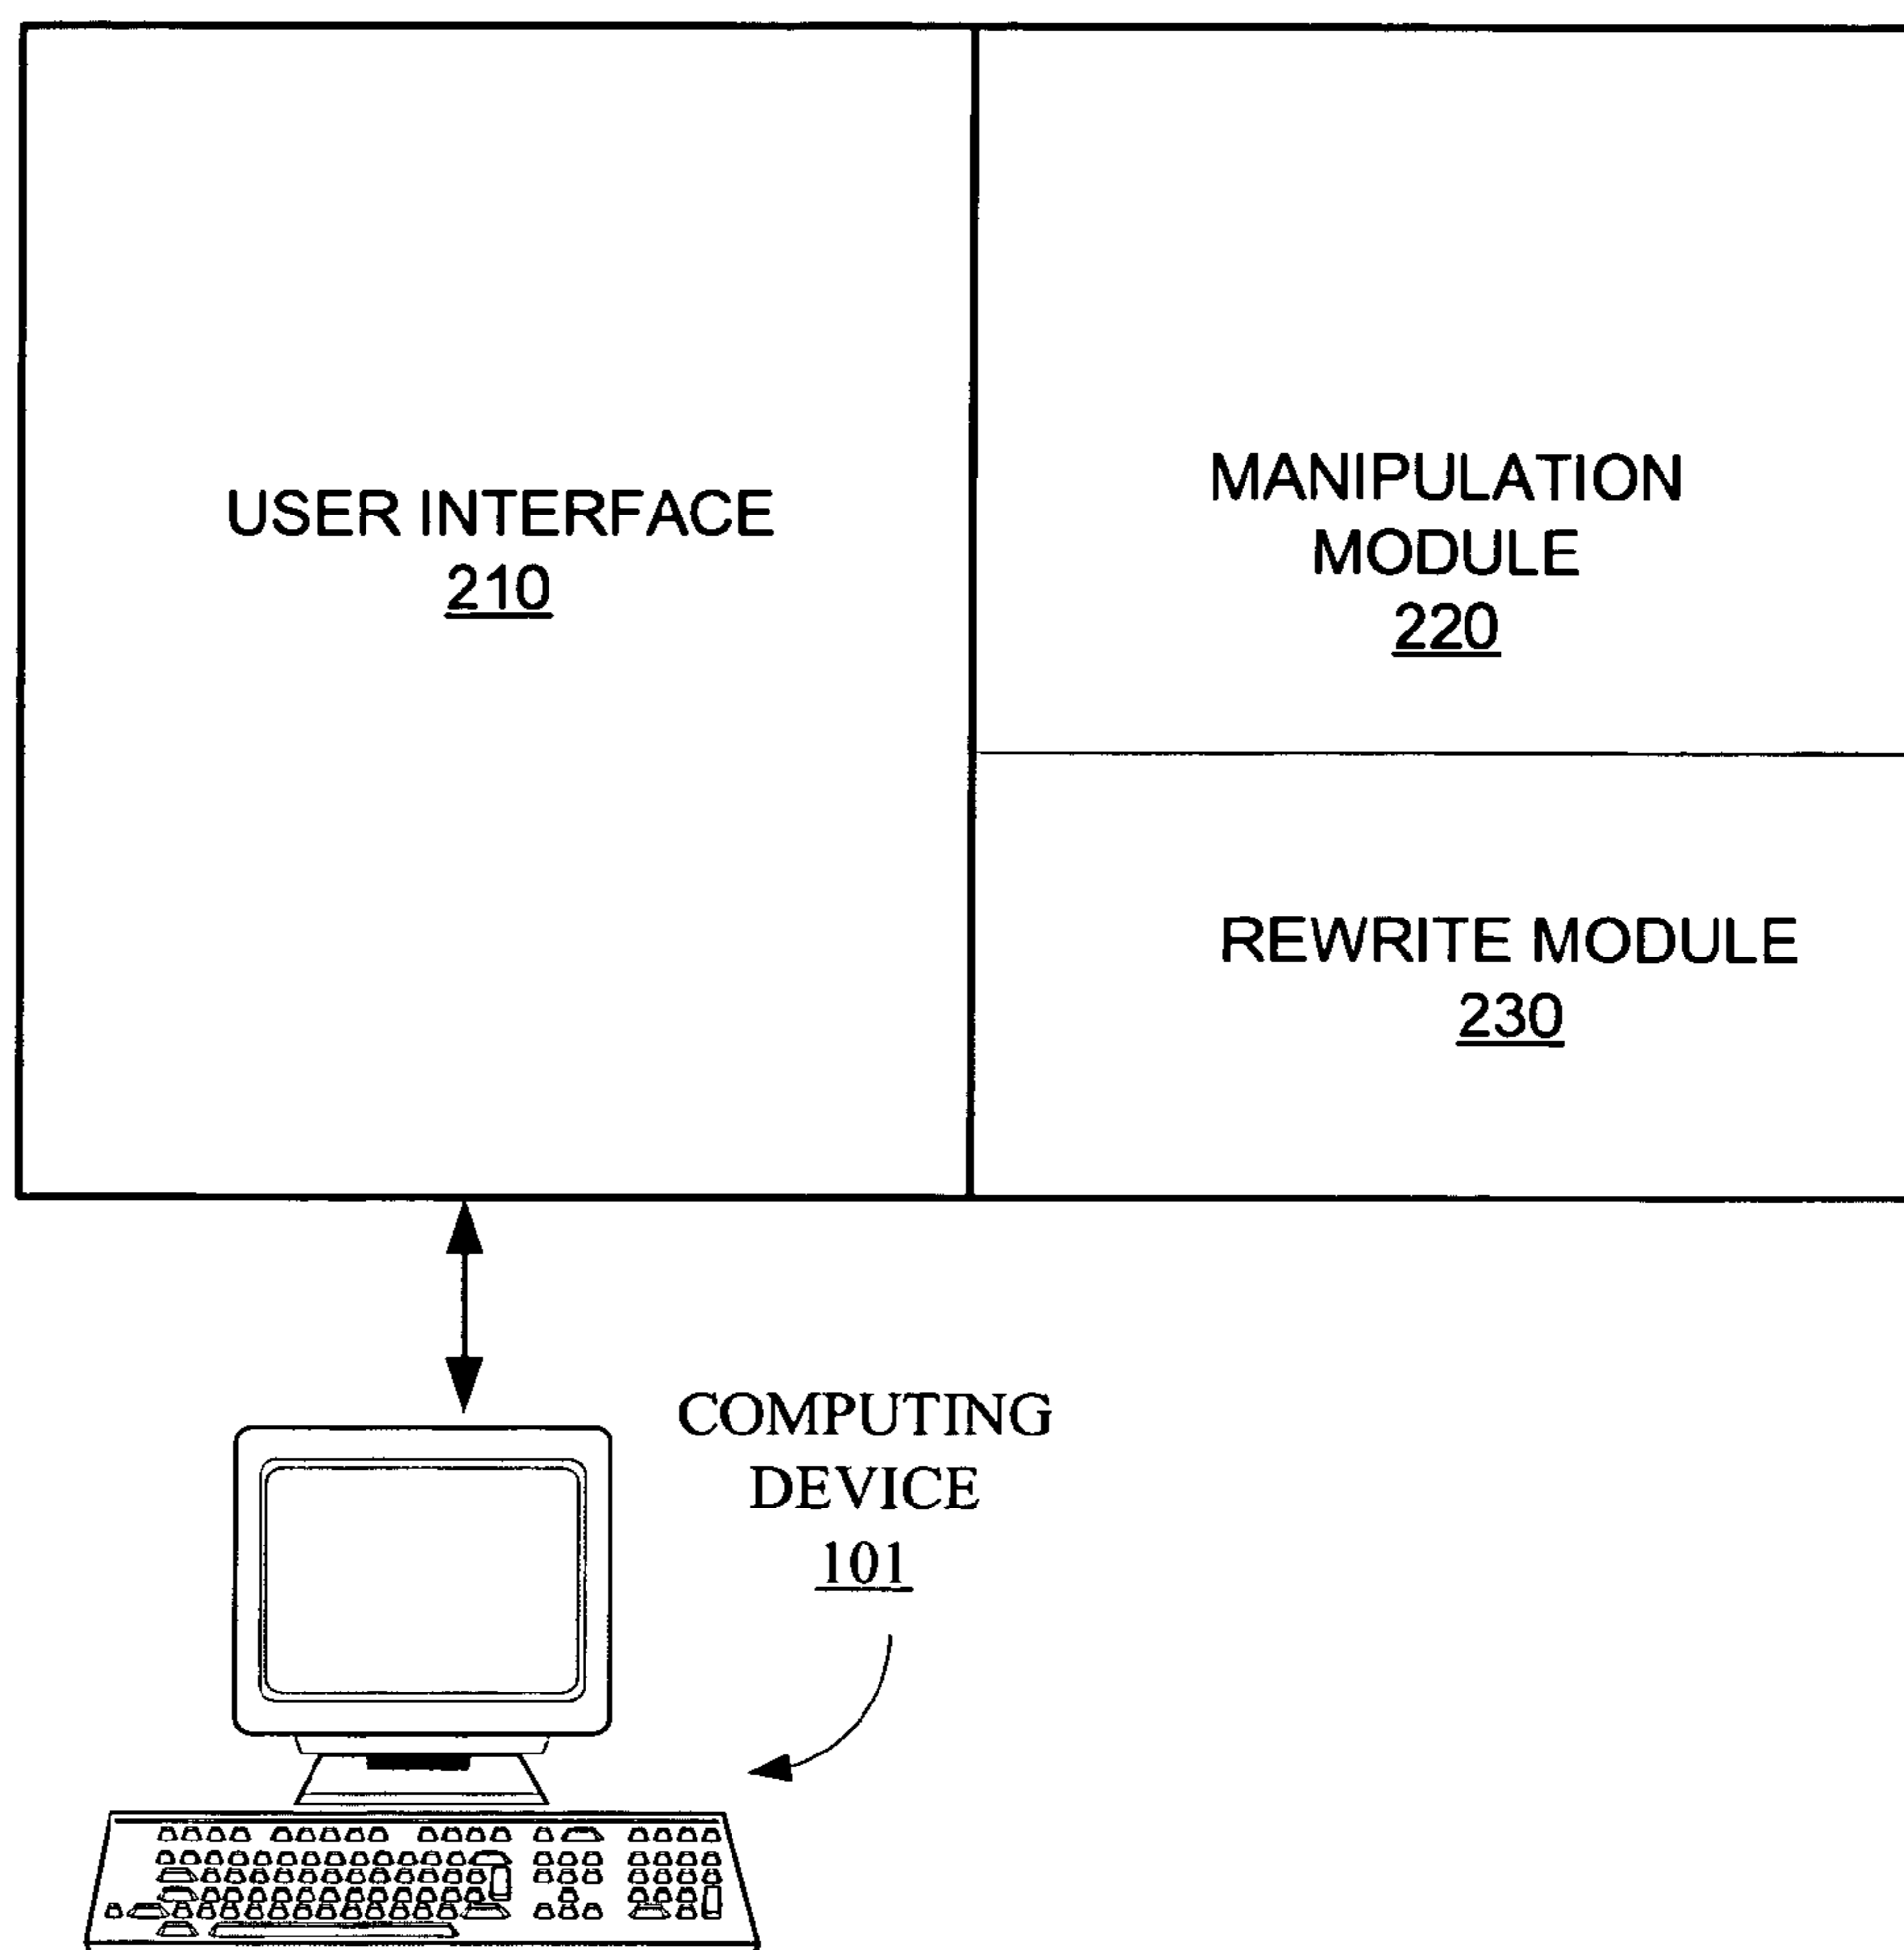 USER INTERFACE
210
MANIPULATION
MODULE
220
REWRITE MODULE
230
COMPUTING
DEVICE
101